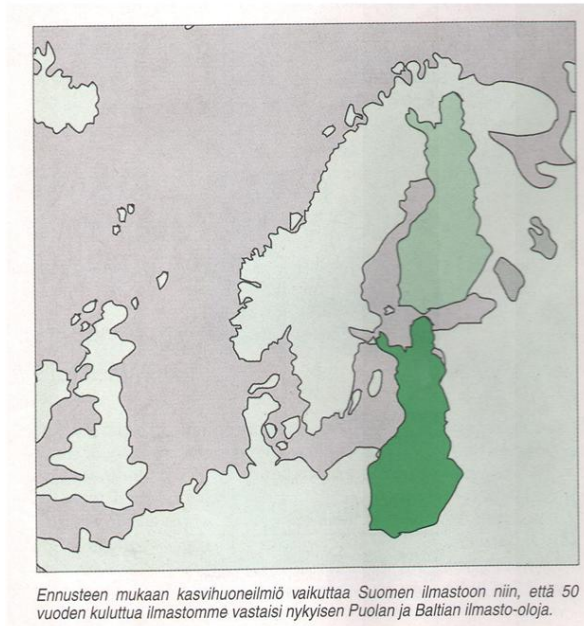 Ennusteen mukaan kasvihuoneilmiö vaikuttaa Suomen ilmastoon niin, että 50
vuoden kuluttua ilmastomme vastaisi nykyisen Puolan ja Baltian ilmasto-oloja.